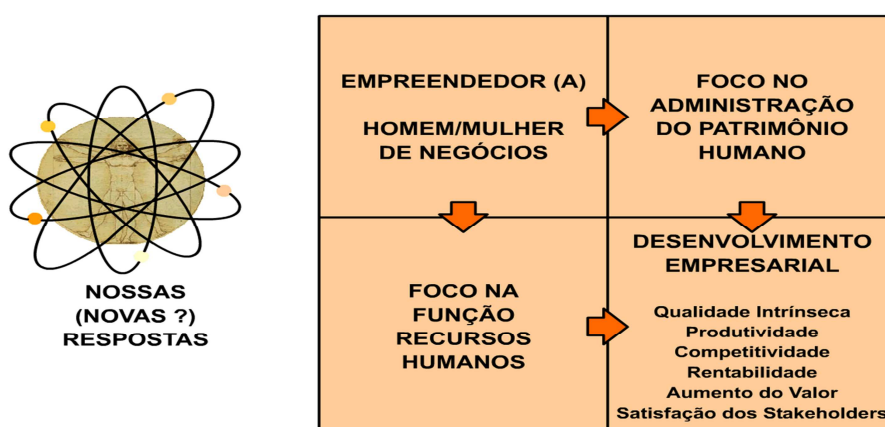 NOSSAS
(NOVAS ?)
RESPOSTAS
EMPREENDEDOR (A)
HOMEM/MULHER
DE NEGÓCIOS
FOCO NO
ADMINISTRAÇÃO
DO PATRIMÔNIO
HUMANO
FOCO NA
FUNÇÃO
RECURSOS
HUMANOS
DESENVOLVIMENTO
EMPRESARIAL
Qualidade Intrínseca
Produtividade
Competitividade
Rentabilidade
Aumento do Valor
Satisfação dos Stakeholders